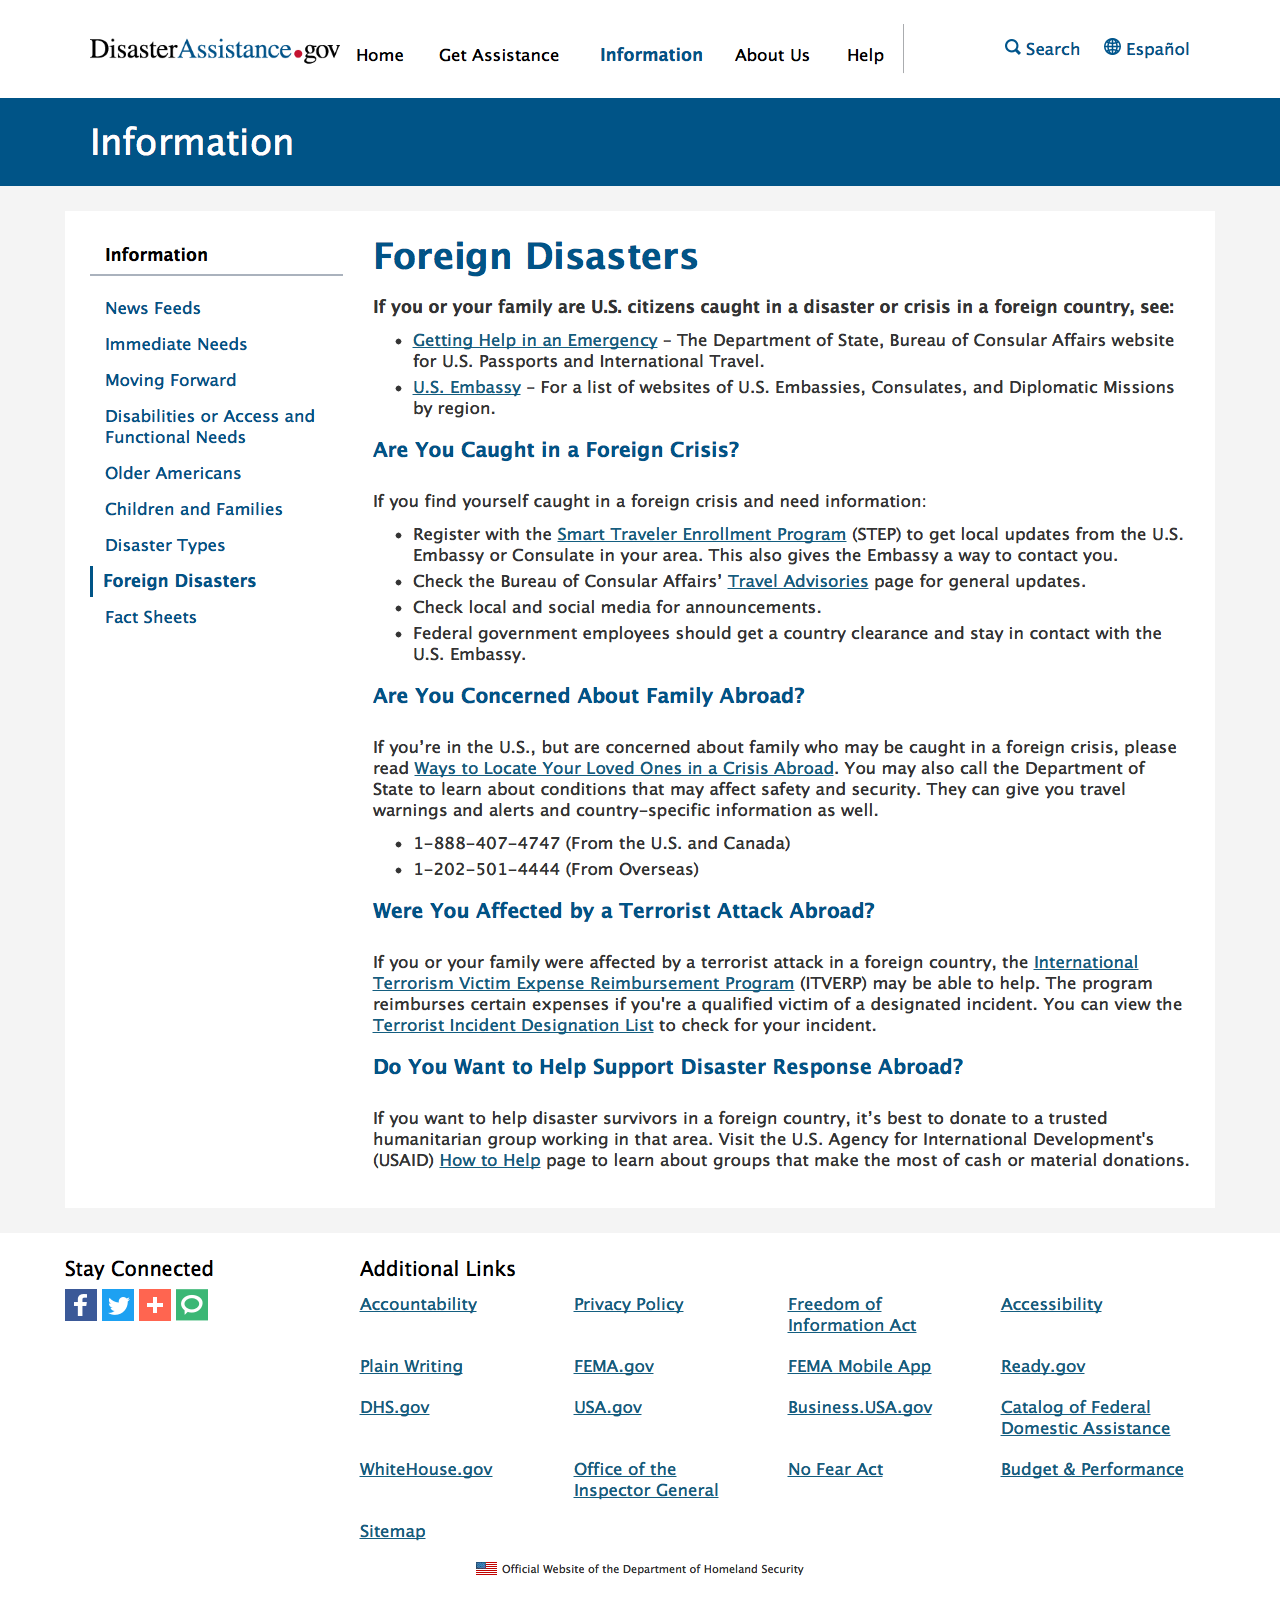 DisasterAssistance.gov
Home
Get Assistance
Information
About Us
Help
Search
Español
Information
Information
News Feeds
Immediate Needs
Moving Forward
Disabilities or Access and
Functional Needs
Older Americans
Children and Families
Disaster Types
Foreign Disasters
Fact Sheets
Foreign Disasters
If you or your family are U.S. citizens caught in a disaster or crisis in a foreign country, see:
• Getting Help in an Emergency – The Department of State, Bureau of Consular Affairs website
for U.S. Passports and International Travel.
• U.S. Embassy – For a list of websites of U.S. Embassies, Consulates, and Diplomatic Missions
by region.
Are You Caught in a Foreign Crisis?
If you find yourself caught in a foreign crisis and need information:
• Register with the Smart Traveler Enrollment Program (STEP) to get local updates from the U.S.
Embassy or Consulate in your area. This also gives the Embassy a way to contact you.
• Check the Bureau of Consular Affairs’ Travel Advisories page for general updates.
• Check local and social media for announcements.
• Federal government employees should get a country clearance and stay in contact with the
U.S. Embassy.
Are You Concerned About Family Abroad?
If you’re in the U.S., but are concerned about family who may be caught in a foreign crisis, please
read Ways to Locate Your Loved Ones in a Crisis Abroad. You may also call the Department of
State to learn about conditions that may affect safety and security. They can give you travel
warnings and alerts and country-specific information as well.
• 1-888-407-4747 (From the U.S. and Canada)
• 1-202-501-4444 (From Overseas)
Were You Affected by a Terrorist Attack Abroad?
If you or your family were affected by a terrorist attack in a foreign country, the International
Terrorism Victim Expense Reimbursement Program (ITVERP) may be able to help. The program
reimburses certain expenses if you're a qualified victim of a designated incident. You can view the
Terrorist Incident Designation List to check for your incident.
Do You Want to Help Support Disaster Response Abroad?
If you want to help disaster survivors in a foreign country, it’s best to donate to a trusted
humanitarian group working in that area. Visit the U.S. Agency for International Development's
(USAID) How to Help page to learn about groups that make the most of cash or material donations.
Stay Connected
Additional Links
Accountability
Privacy Policy
Freedom of
Information Act
Accessibility
Plain Writing
FEMA.gov
FEMA Mobile App
Ready.gov
DHS.gov
USA.gov
Business.USA.gov
Catalog of Federal
Domestic Assistance
WhiteHouse.gov
Office of the
Inspector General
No Fear Act
Budget & Performance
Sitemap
Official Website of the Department of Homeland Security